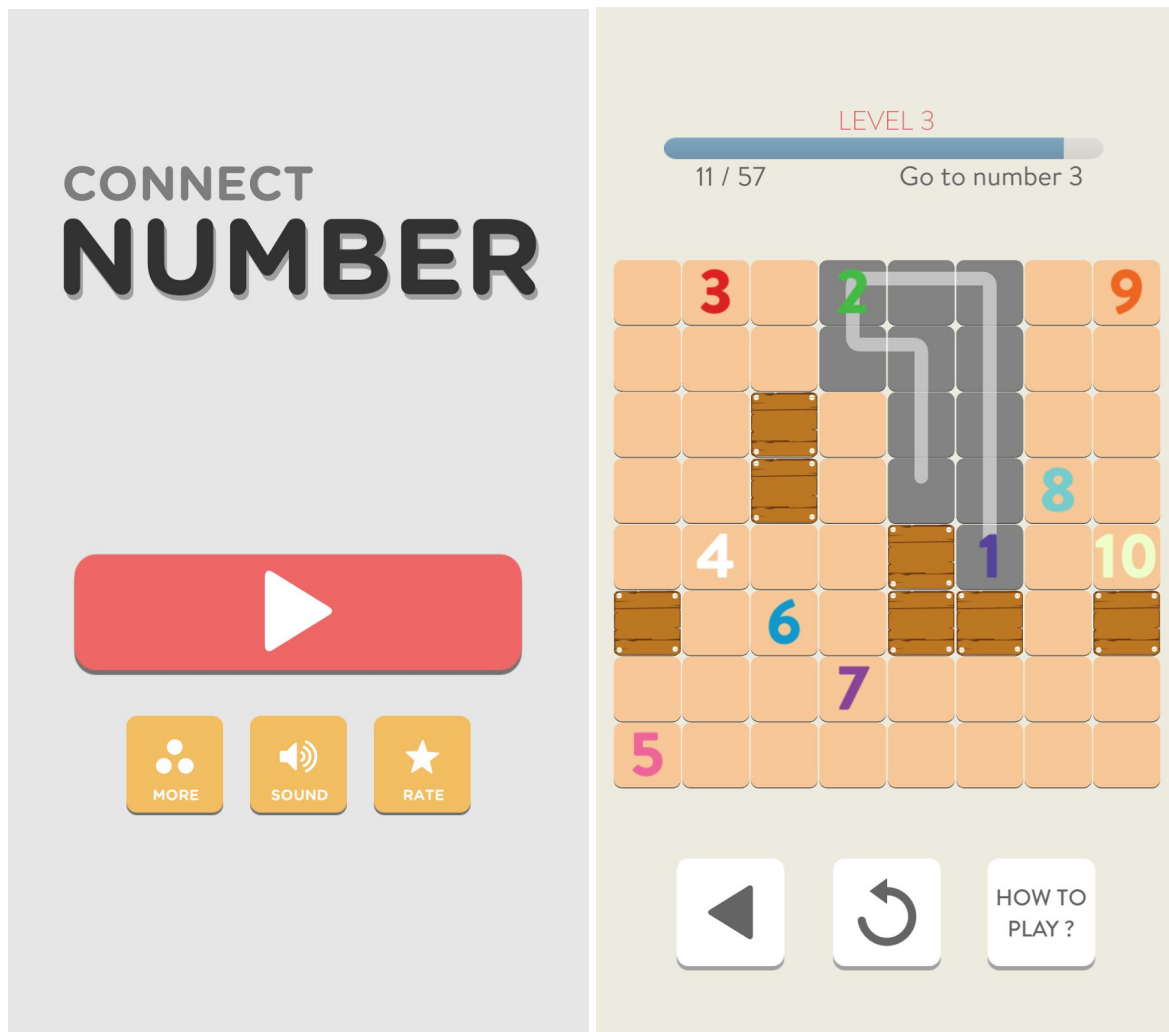 CONNECT
NUMBER
MORE
SOUND
RATE
LEVEL 3
11 / 57
Go to number 3
3 2 9
8
4 1 10
6
7
5
HOW TO
PLAY ?